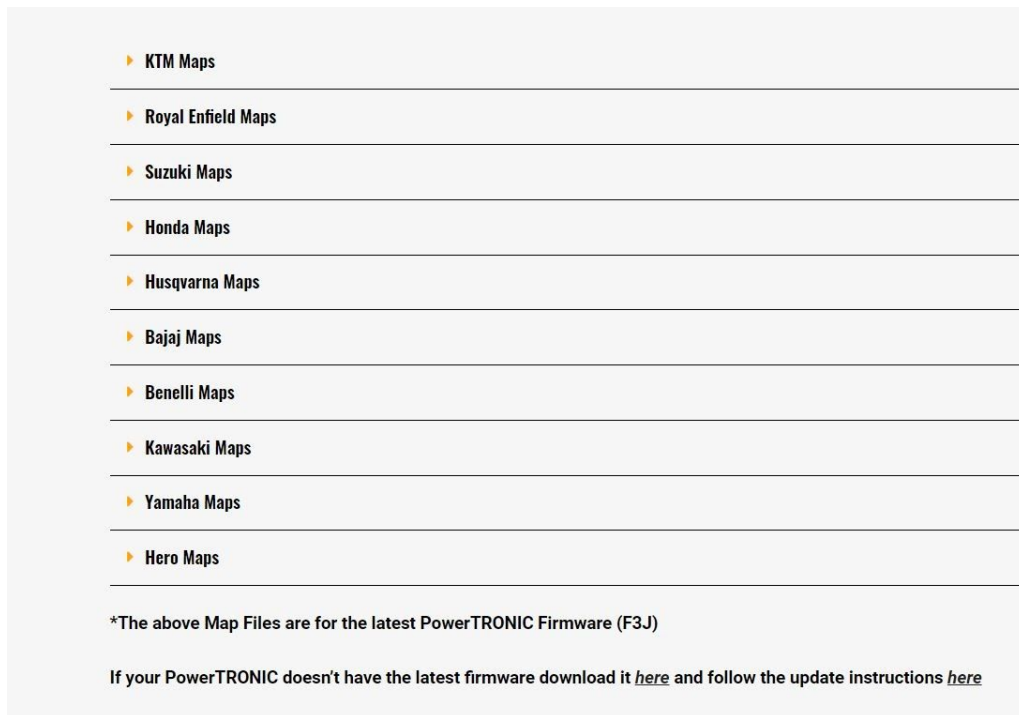 KTM Maps
Royal Enfield Maps
Suzuki Maps
Honda Maps
Husqvarna Maps
Bajaj Maps
Benelli Maps
Kawasaki Maps
Yamaha Maps
Hero Maps
*The above Map Files are for the latest PowerTRONIC Firmware (F3J)
If your PowerTRONIC doesn’t have the latest firmware download it here and follow the update instructions here